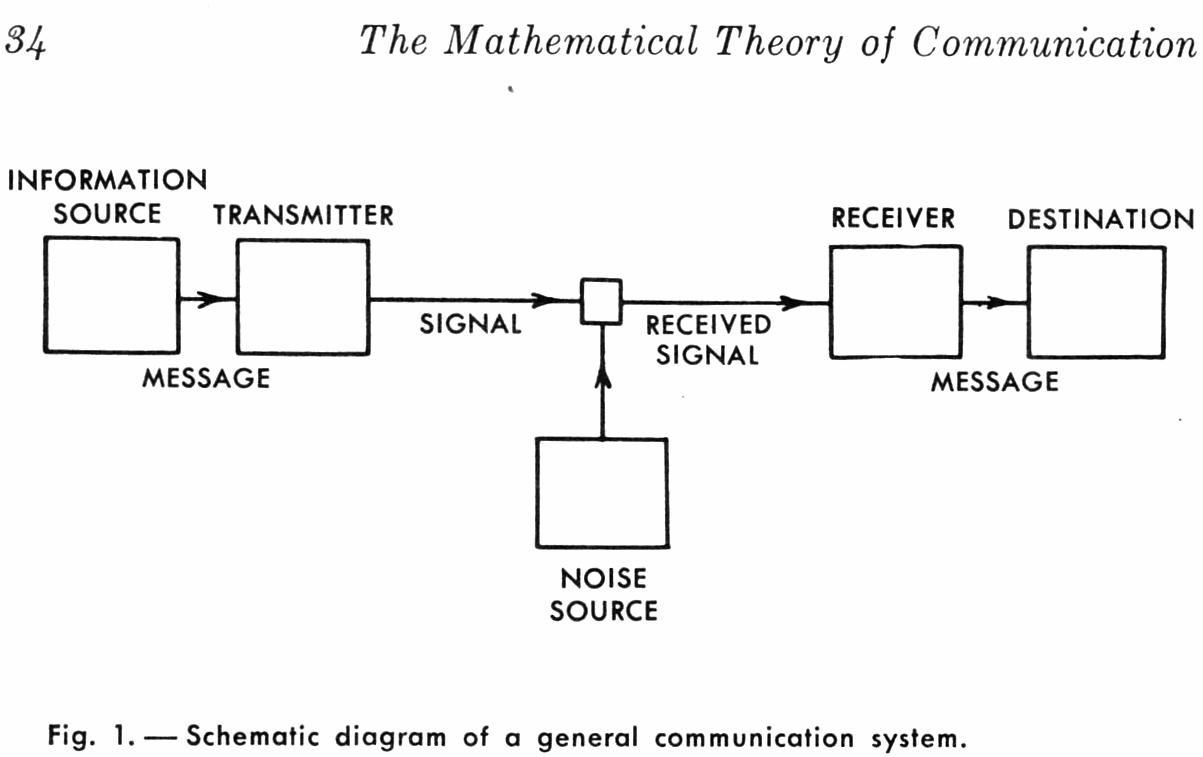 34 The Mathematical Theory of Communication
INFORMATION
SOURCE
TRANSMITTER
RECEIVER
DESTINATION
SIGNAL
RECEIVED
SIGNAL
MESSAGE
MESSAGE
NOISE
SOURCE
Fig. 1. — Schematic diagram of a general communication system.